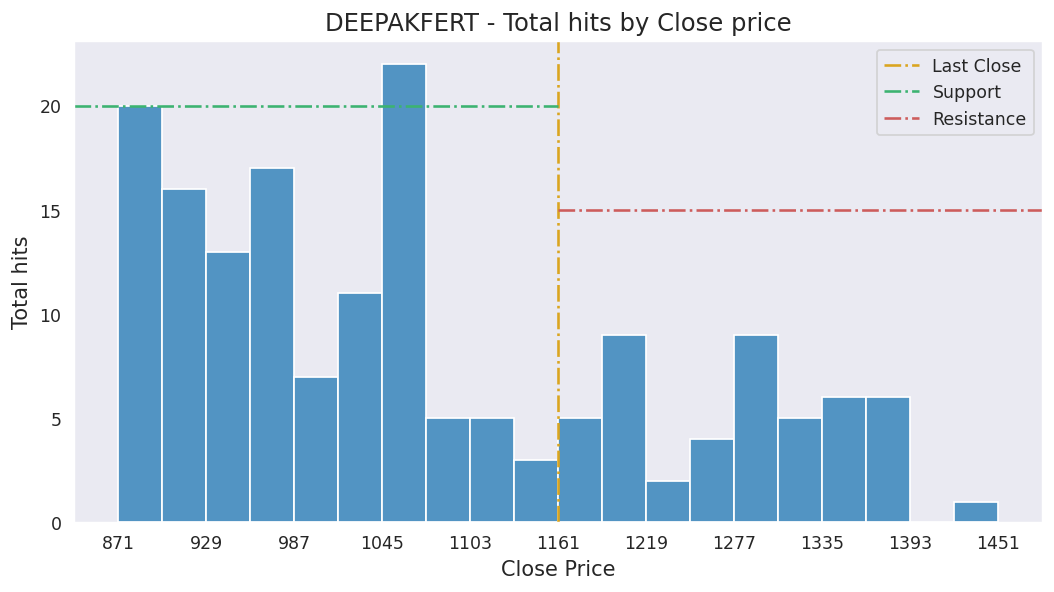 DEEPAKFERT - Total hits by Close price
Last Close
Support
Resistance
Total hits
20
15
10
5
0
871 929 987 1045 1103 1161 1219 1277 1335 1393 1451
Close Price